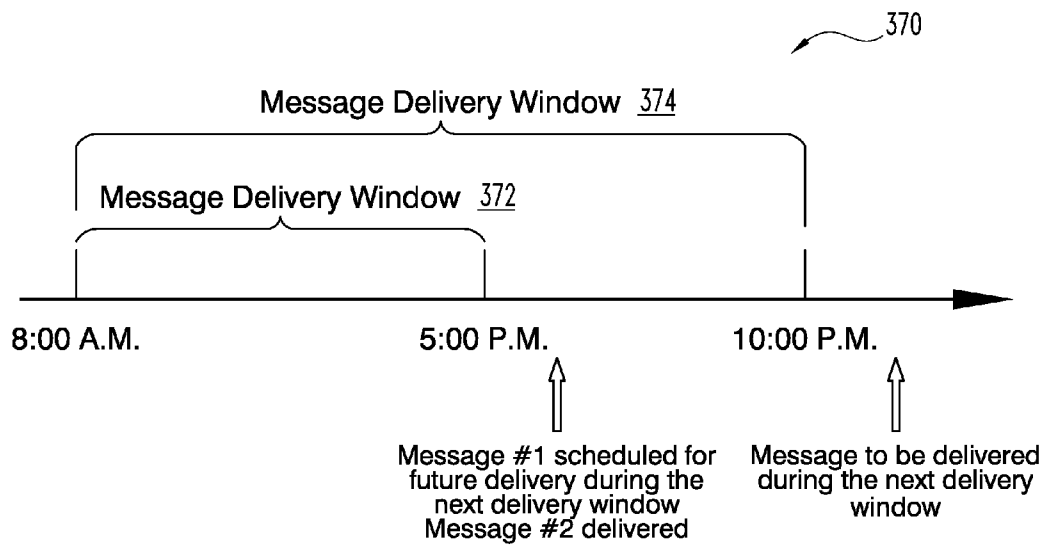 370
Message Delivery Window 374
Message Delivery Window 372
8:00 A.M.
5:00 P.M.
10:00 P.M.
Message #1 scheduled for
future delivery during the
next delivery window
Message #2 delivered
Message to be delivered
during the next delivery
window